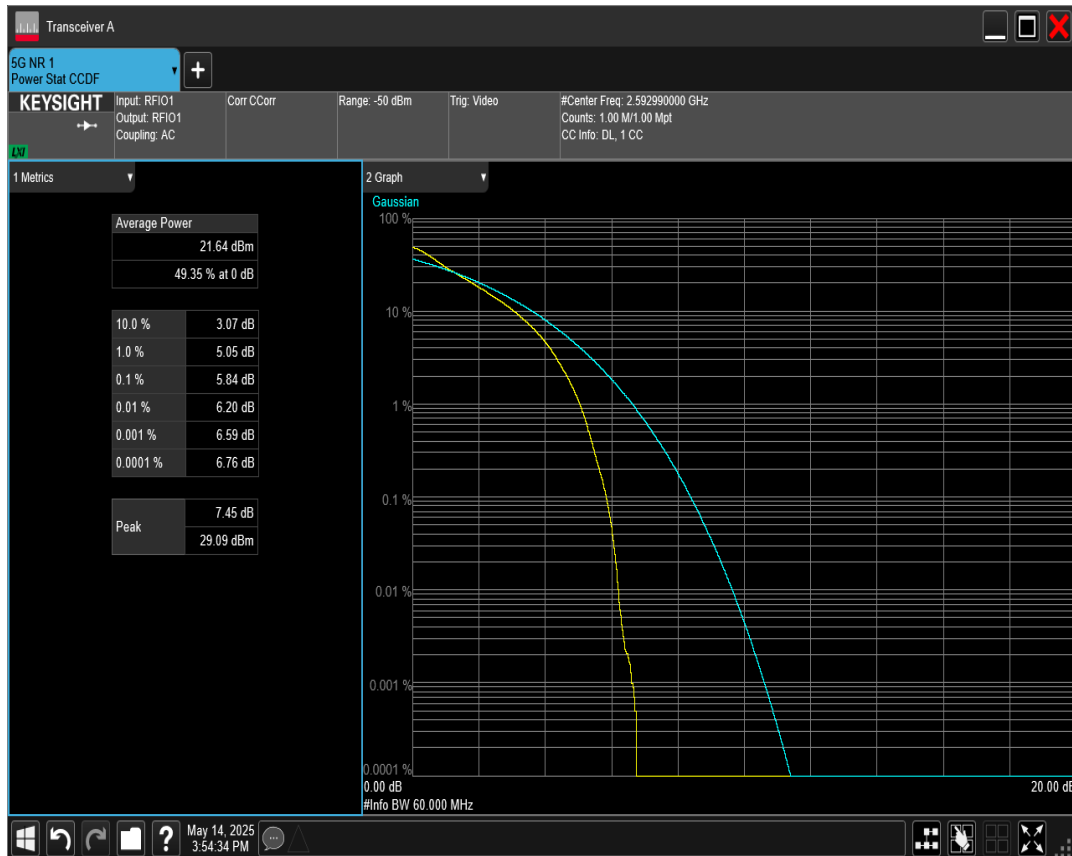 Transceiver A
5G NR 1
Power Stat CCDF
KEYSIGHT
LXI
Input: RFIO1
Output: RFIO1
Coupling: AC
Corr CCorr
Range: -50 dBm
Trig: Video
#Center Freq: 2.592990000 GHz
Counts: 1.00 M/1.00 Mpt
CC Info: DL, 1 CC
1 Metrics
Average Power
21.64 dBm
49.35 % at 0 dB
10.0 % 3.07 dB
1.0 % 5.05 dB
0.1 % 5.84 dB
0.01 % 6.20 dB
0.001 % 6.59 dB
0.0001 % 6.76 dB
Peak
7.45 dB
29.09 dBm
2 Graph
Gaussian
100 %
10 %
1 %
0.1 %
0.01 %
0.001 %
0.0001 %
0.00 dB 20.00 dB
#Info BW 60.000 MHz
May 14, 2025
3:54:34 PM